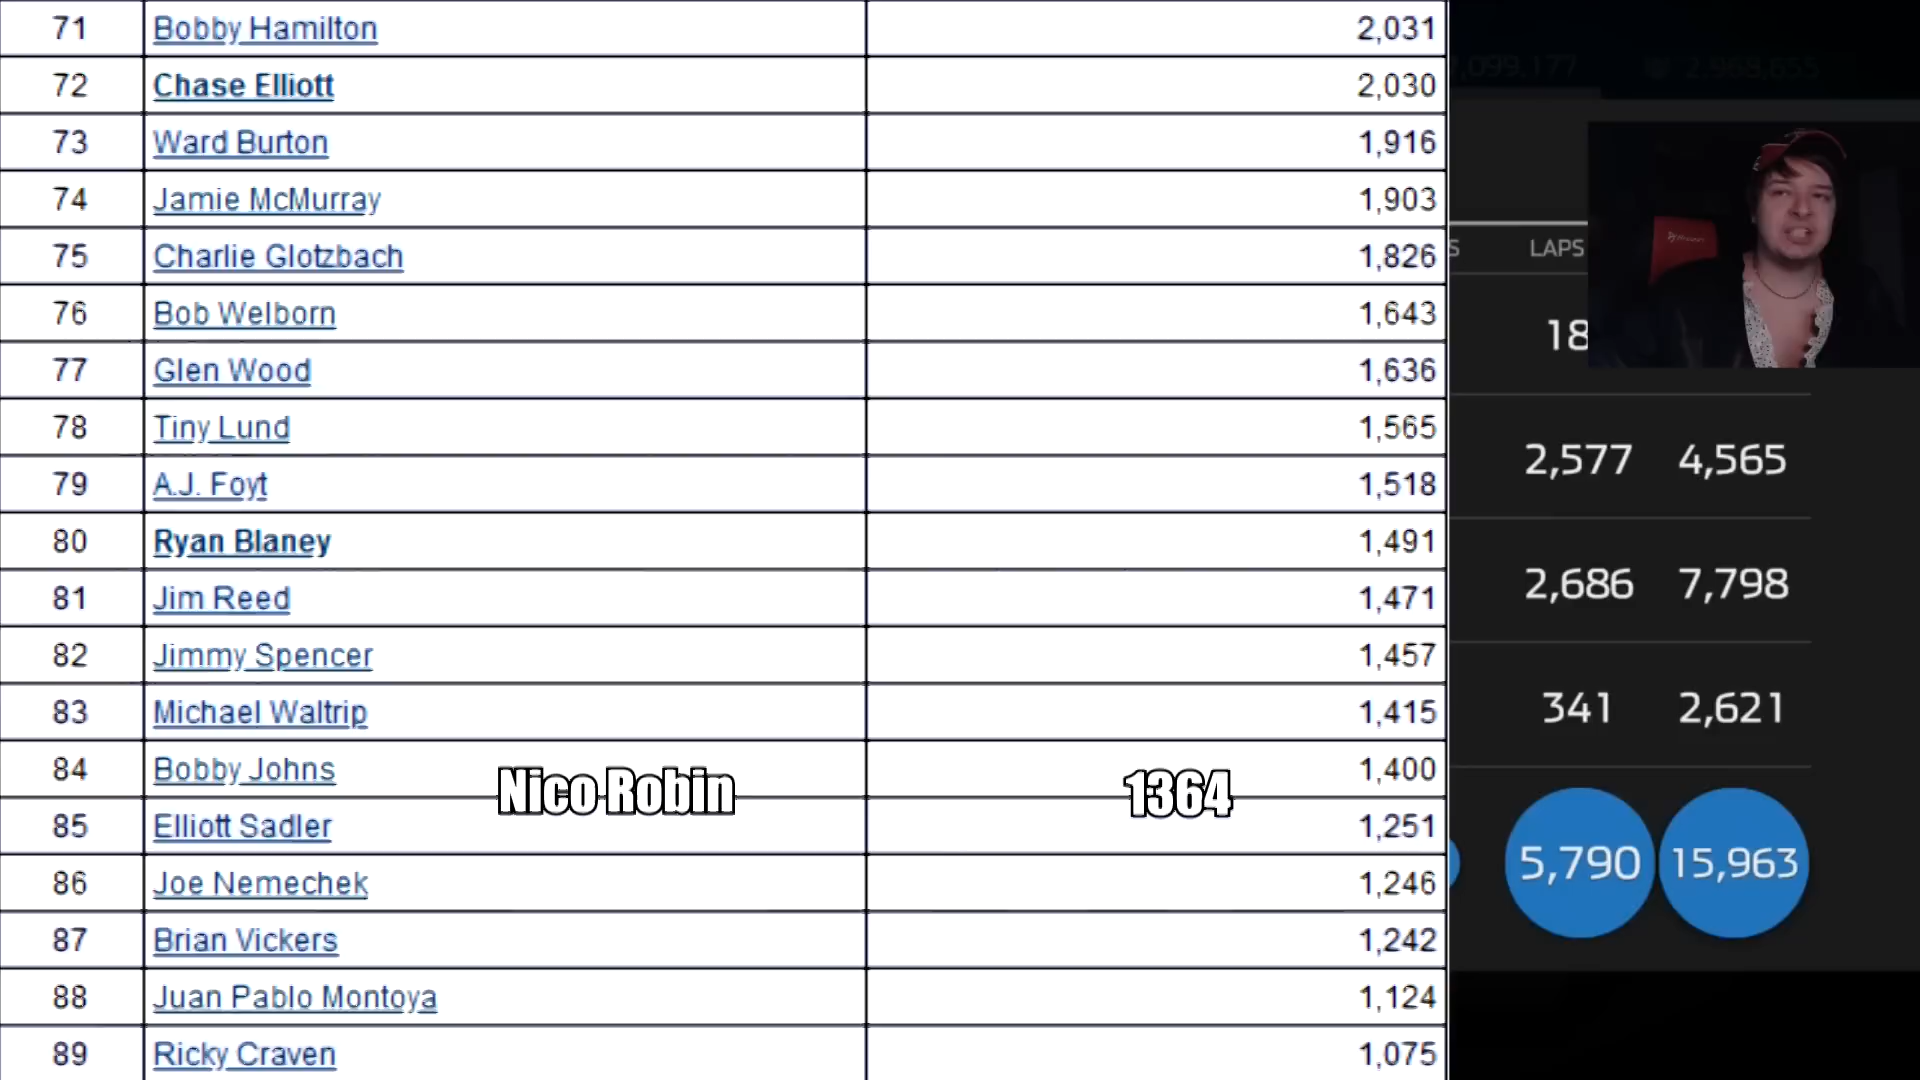 71 Bobby Hamilton 2,031
72 Chase Elliott 2,030
73 Ward Burton 1,916
74 Jamie McMurray 1,903
75 Charlie Glotzbach 1,826
76 Bob Welborn 1,643
77 Glen Wood 1,636
78 Tiny Lund 1,565
79 A.J. Foyt 1,518
80 Ryan Blaney 1,491
81 Jim Reed 1,471
82 Jimmy Spencer 1,457
83 Michael Waltrip 1,415
84 Bobby Johns 1,400
Nico Robin 1364
85 Elliott Sadler 1,251
86 Joe Nemechek 1,246
87 Brian Vickers 1,242
88 Juan Pablo Montoya 1,124
89 Ricky Craven 1,075
,099,177 2,968,655
S LAPS
18
2,577 4,565
2,686 7,798
341 2,621
5,790 15,963